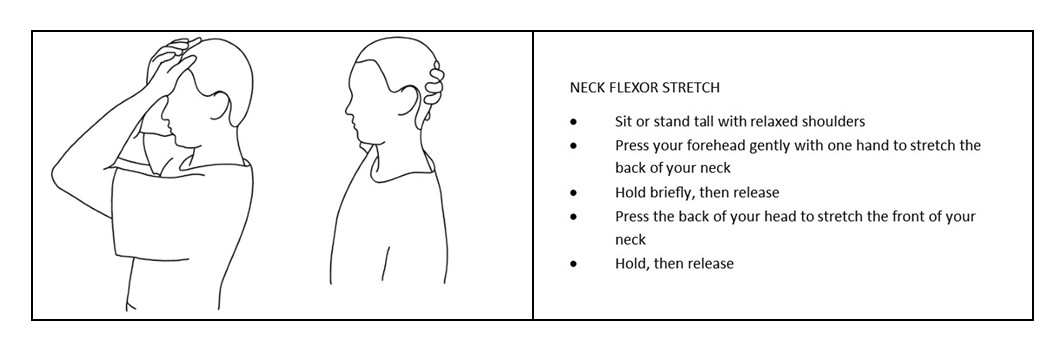 NECK FLEXOR STRETCH
• Sit or stand tall with relaxed shoulders
• Press your forehead gently with one hand to stretch the
back of your neck
• Hold briefly, then release
• Press the back of your head to stretch the front of your
neck
• Hold, then release